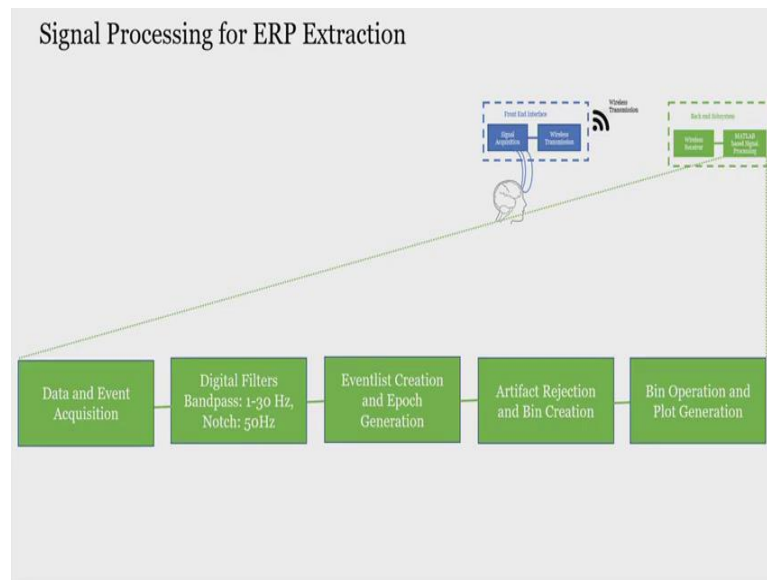 Signal Processing for ERP Extraction
Wireless
Transmission
Front End Interface
Signal
Acquisition
Wireless
Transmission
Back end Subsystem
Wireless
Receiver
MATLAB
based Signal
Processing
Data and Event
Acquisition
Digital Filters
Bandpass: 1-30 Hz,
Notch: 50Hz
Eventlist Creation
and Epoch
Generation
Artifact Rejection
and Bin Creation
Bin Operation and
Plot Generation